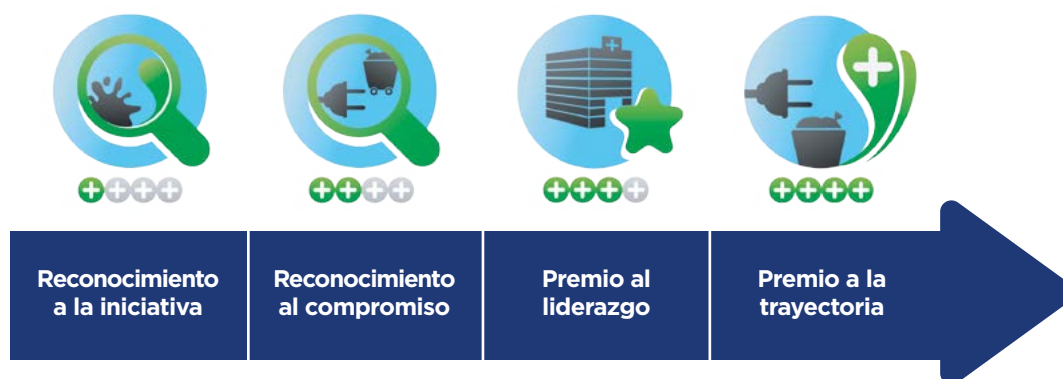 Reconocimiento
a la iniciativa
Reconocimiento
al compromiso
Premio al
liderazgo
Premio a la
trayectoria